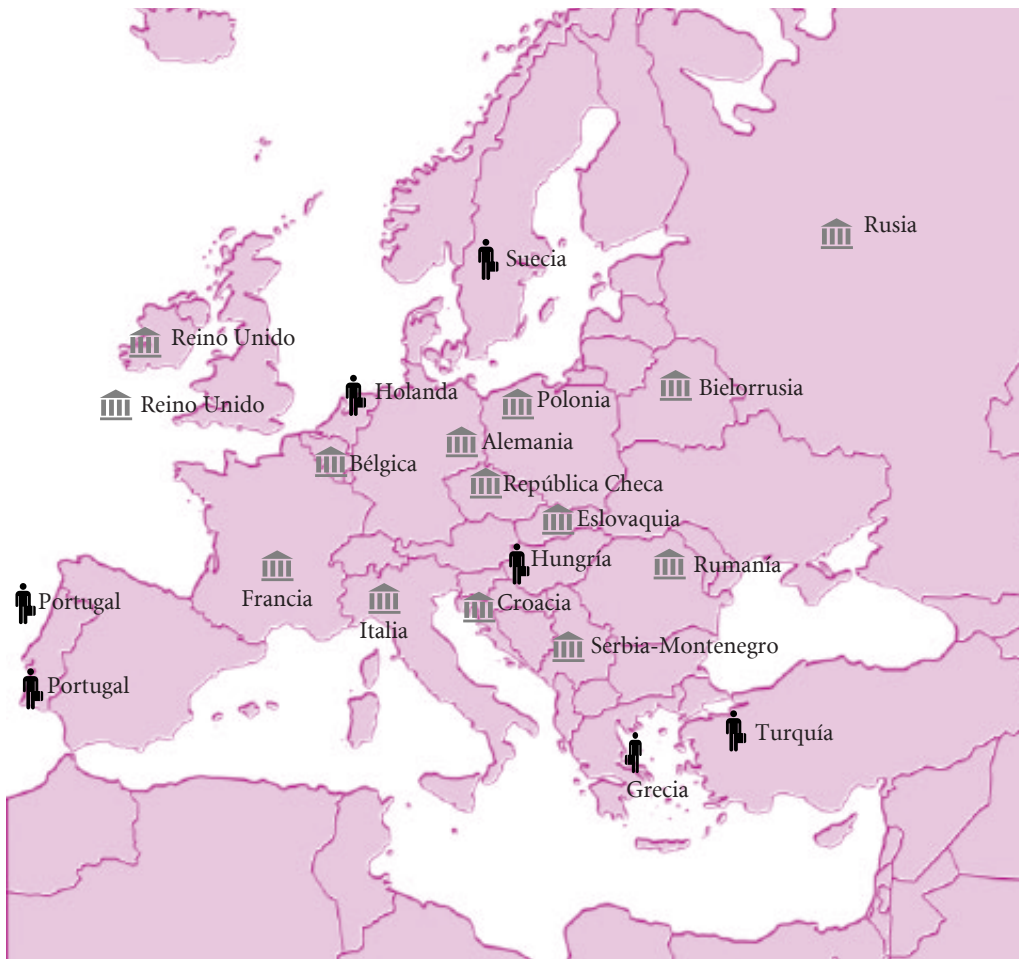 Rusia
Suecia
Reino Unido
Holanda
Bielorrusia
Reino Unido
Polonia
Alemania
Bélgica
República Checa
Eslovaquia
Hungría
Rumanía
Francia
Portugal
Croacia
Italia
Serbia-Montenegro
Portugal
Turquía
Grecia